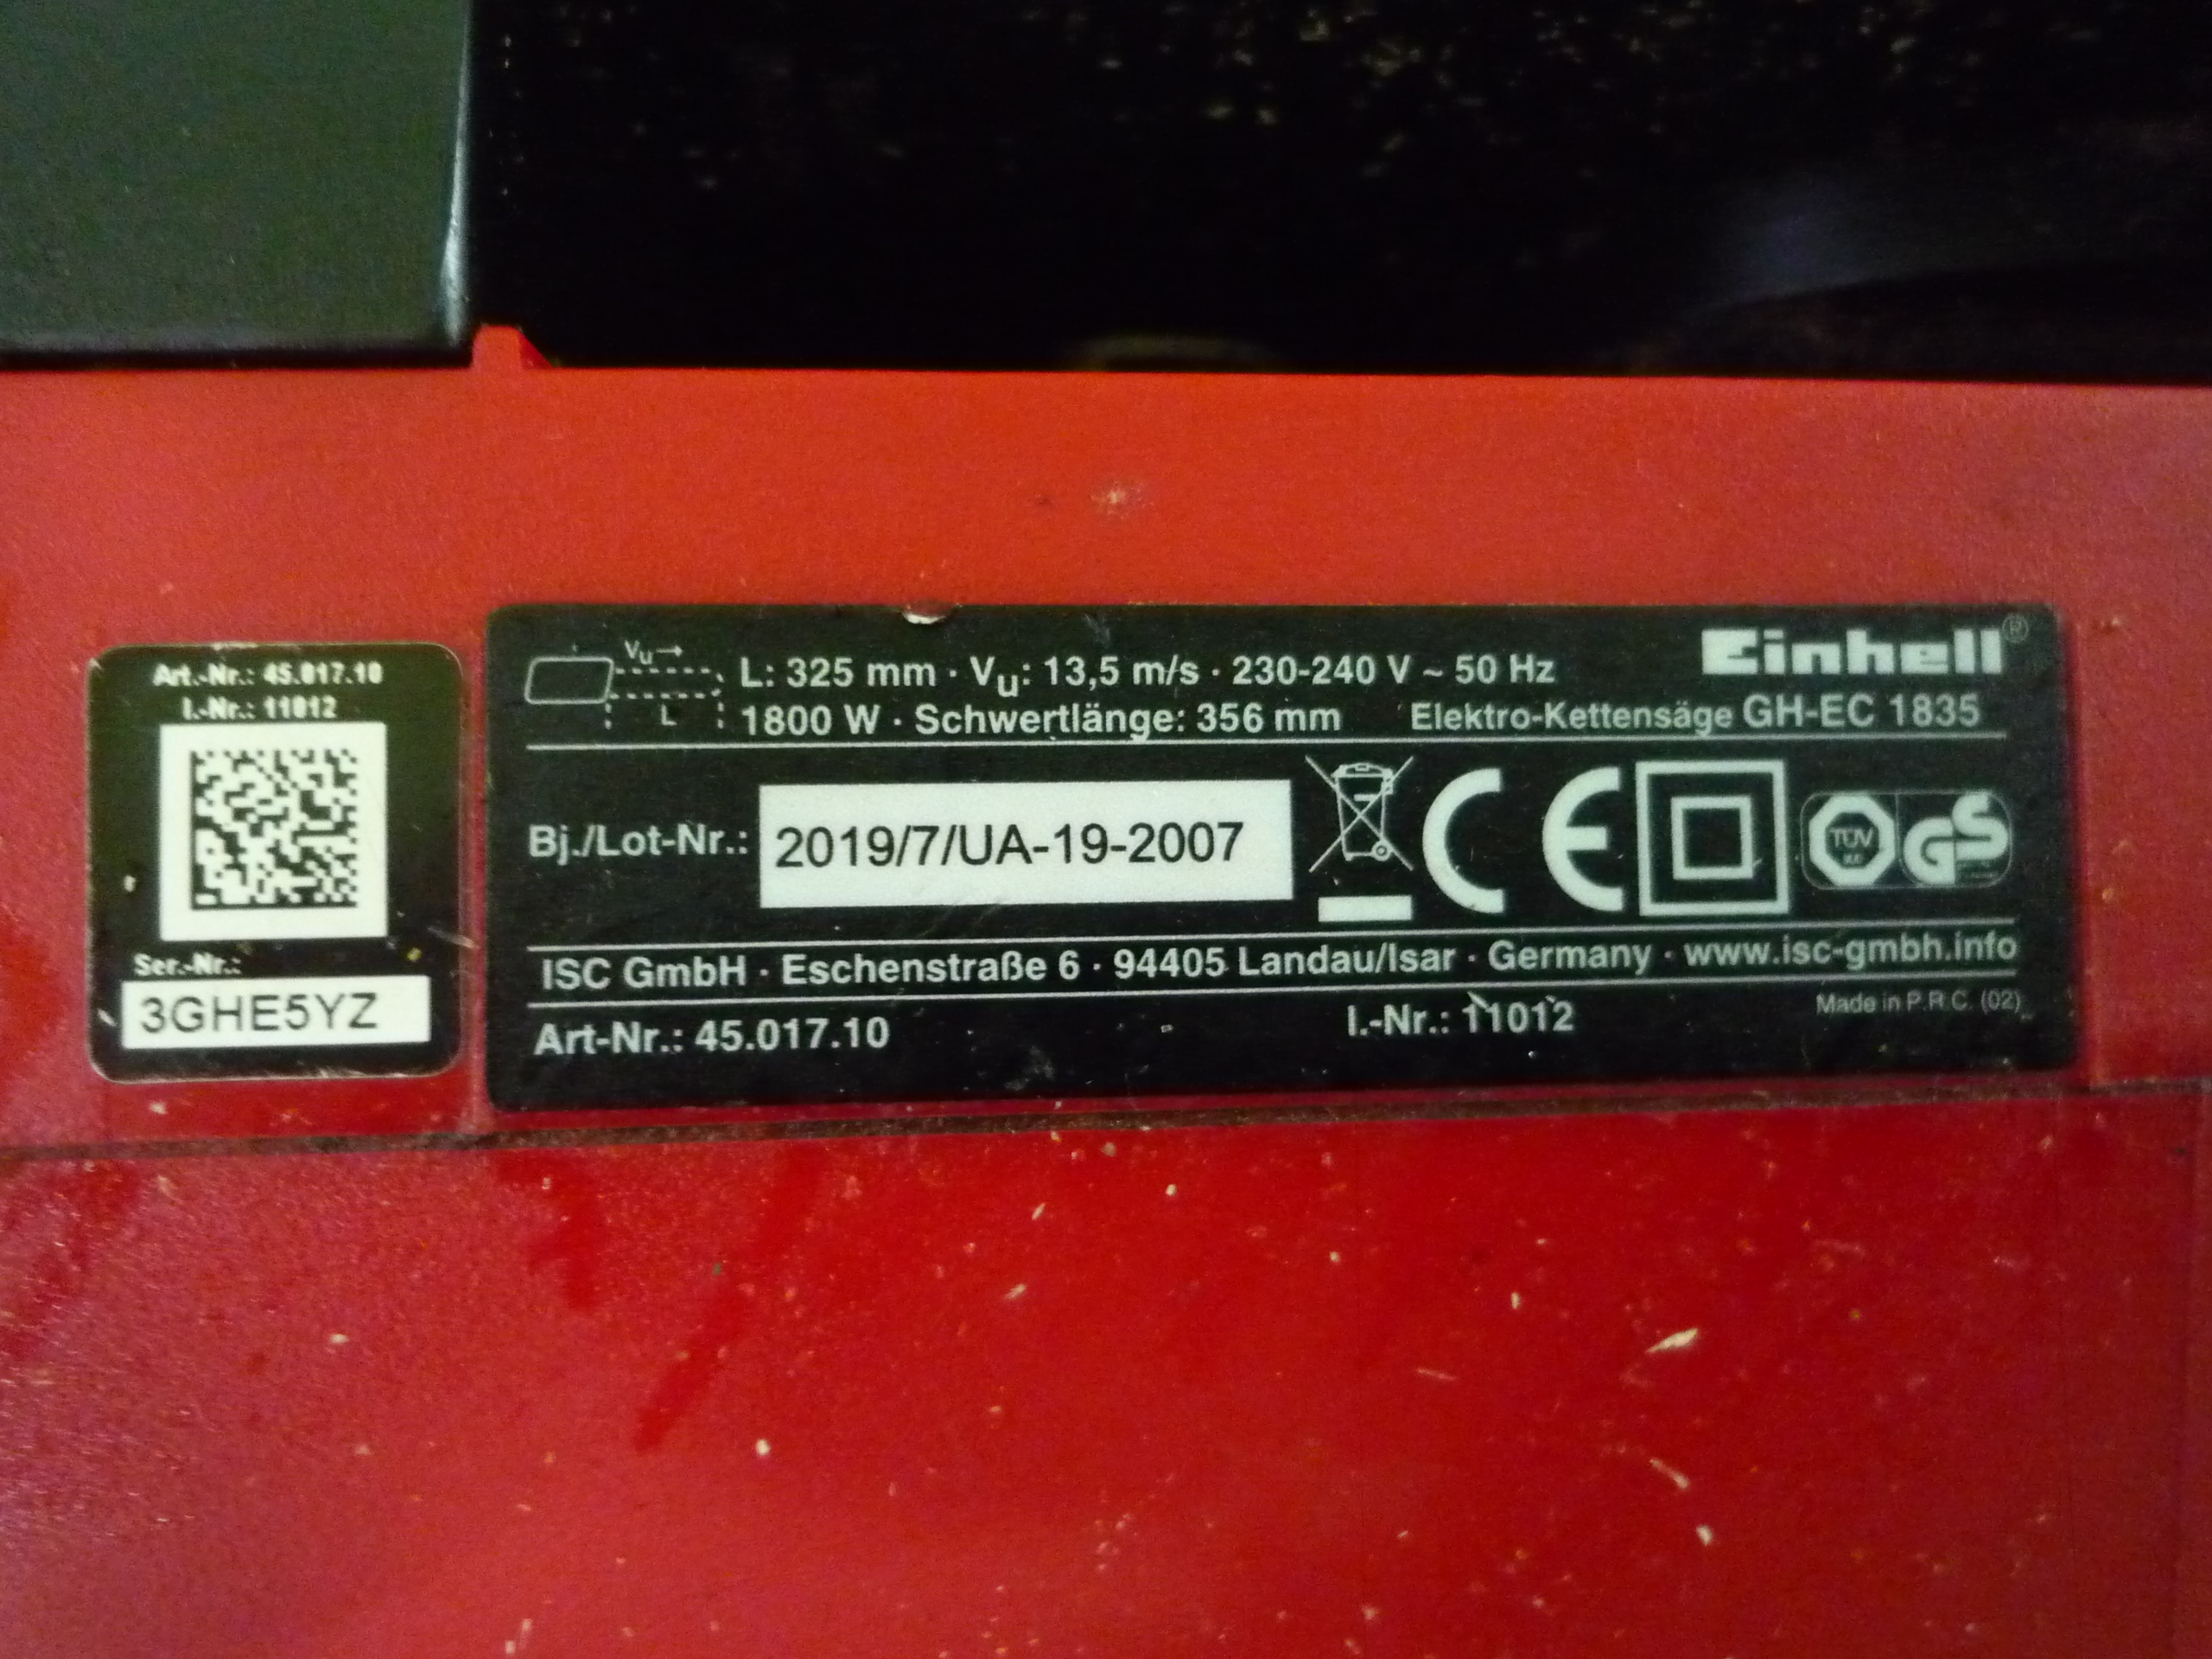 Art.-Nr.: 45.017.10
I.-Nr.: 11012
Ser.-Nr.:
3GHE5YZ
Vu
L
L: 325 mm · Vu: 13,5 m/s · 230-240 V ~ 50 Hz
1800 W · Schwertlänge: 356 mm
Einhell®
Elektro-Kettensäge GH-EC 1835
Bj./Lot-Nr.: 2019/7/UA-19-2007
CE
TÜV
GS
ISC GmbH · Eschenstraße 6 · 94405 Landau/Isar · Germany · www.isc-gmbh.info
Art-Nr.: 45.017.10 I.-Nr.: 11012 Made in P.R.C. (02)